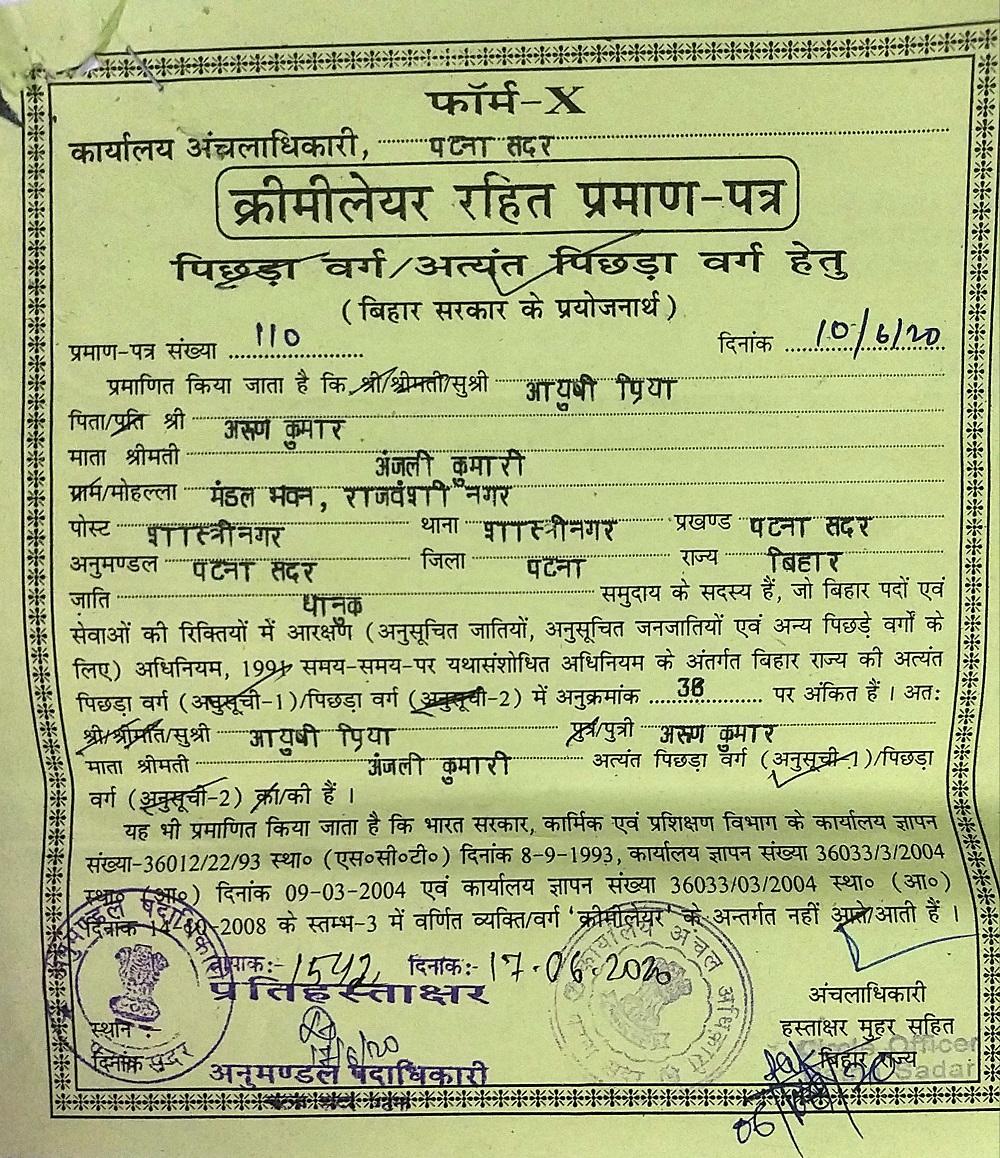 फॉर्म-X
कार्यालय अंचलाधिकारी, पटना सदर
क्रीमीलेयर रहित प्रमाण-पत्र
पिछड़ा वर्ग/अत्यंत पिछड़ा वर्ग हेतु
(बिहार सरकार के प्रयोजनार्थ)
प्रमाण-पत्र संख्या 110 दिनांक 10/6/20
प्रमाणित किया जाता है कि श्री/श्रीमती/सुश्री आयुषी प्रिया
पिता/पति श्री अरुण कुमार
माता श्रीमती अंजली कुमारी
ग्राम/मोहल्ला मंडल भवन, राजवंशी नगर
पोस्ट शास्त्रीनगर थाना शास्त्रीनगर प्रखण्ड पटना सदर
अनुमण्डल पटना सदर जिला पटना राज्य बिहार
जाति धानुक समुदाय के सदस्य हैं, जो बिहार पदों एवं
सेवाओं की रिक्तियों में आरक्षण (अनुसूचित जातियों, अनुसूचित जनजातियों एवं अन्य पिछड़े वर्गों के
लिए) अधिनियम, 1991 समय-समय-पर यथासंशोधित अधिनियम के अंतर्गत बिहार राज्य की अत्यंत
पिछड़ा वर्ग (अनुसूची-1)/पिछड़ा वर्ग (अनुसूची-2) में अनुक्रमांक 38 पर अंकित हैं । अतः
श्री/श्रीमति/सुश्री आयुषी प्रिया पुत्र/पुत्री अरुण कुमार
माता श्रीमती अंजली कुमारी अत्यंत पिछड़ा वर्ग (अनुसूची-1)/पिछड़ा
वर्ग (अनुसूची-2) का/की हैं ।
यह भी प्रमाणित किया जाता है कि भारत सरकार, कार्मिक एवं प्रशिक्षण विभाग के कार्यालय ज्ञापन
संख्या-36012/22/93 स्था० (एस०सी०टी०) दिनांक 8-9-1993, कार्यालय ज्ञापन संख्या 36033/3/2004
स्था० (आ०) दिनांक 09-03-2004 एवं कार्यालय ज्ञापन संख्या 36033/03/2004 स्था० (आ०)
दिनांक 14-10-2008 के स्तम्भ-3 में वर्णित व्यक्ति/वर्ग 'क्रीमीलेयर' के अन्तर्गत नहीं आते/आती हैं ।
अनुमण्डल पदाधिकारी
कार्यालय अंचल अधिकारी
ज्ञापांक:- 1542 दिनांक:- 17.06.2020
प्रतिहस्ताक्षर
अंचलाधिकारी
स्थान :-
हस्ताक्षर मुहर सहित
17/6/20
दिनांक सदर
बिहार राज्य
Circle Officer
Sadar
अनुमण्डल पदाधिकारी